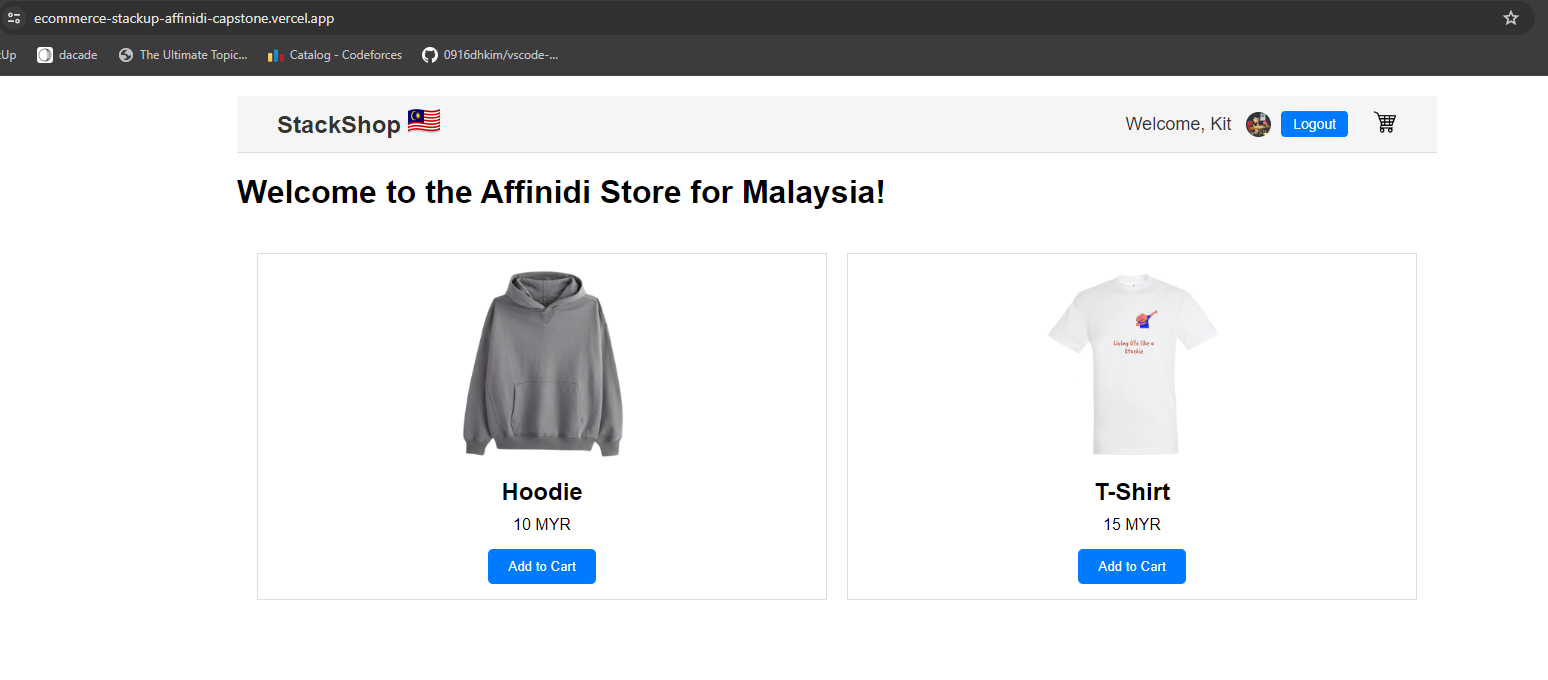 ecommerce-stackup-affinidi-capstone.vercel.app
Up dacade The Ultimate Topic... Catalog - Codeforces 0916dhkim/vscode-...
StackShop 🇲🇾 Welcome, Kit Logout
Welcome to the Affinidi Store for Malaysia!
Living life like a
Stackie
Hoodie
10 MYR
Add to Cart
T-Shirt
15 MYR
Add to Cart